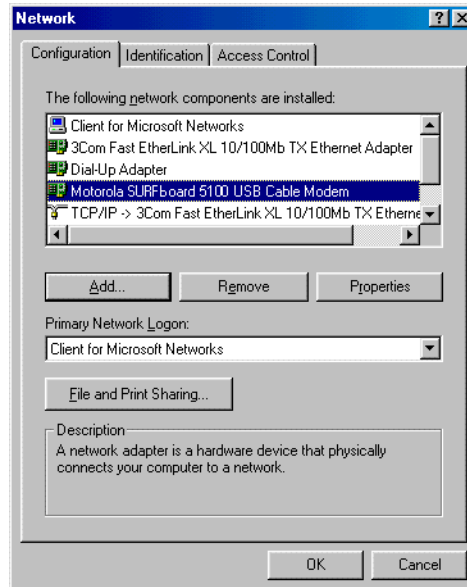 Network
Configuration Identification Access Control
The following network components are installed:
Client for Microsoft Networks
3Com Fast EtherLink XL 10/100Mb TX Ethernet Adapter
Dial-Up Adapter
Motorola SURFboard 5100 USB Cable Modem
TCP/IP -> 3Com Fast EtherLink XL 10/100Mb TX Etherne
Add... Remove Properties
Primary Network Logon:
Client for Microsoft Networks
File and Print Sharing...
Description
A network adapter is a hardware device that physically
connects your computer to a network.
OK Cancel